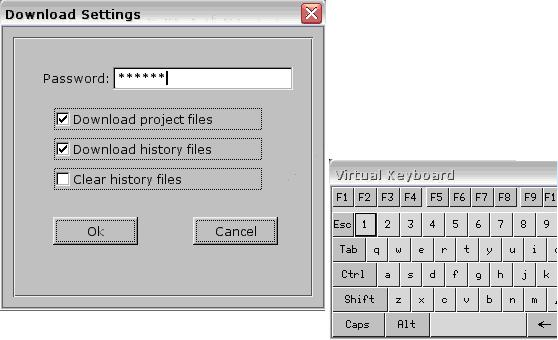 Download Settings
Password: ******
Download project files
Download history files
Clear history files
Ok Cancel
Virtual Keyboard
F1 F2 F3 F4 F5 F6 F7 F8 F9 F1
Esc 1 2 3 4 5 6 7 8 9
Tab q w e r t y u i
Ctrl a s d f g h j k
Shift z x c v b n m
Caps Alt ←